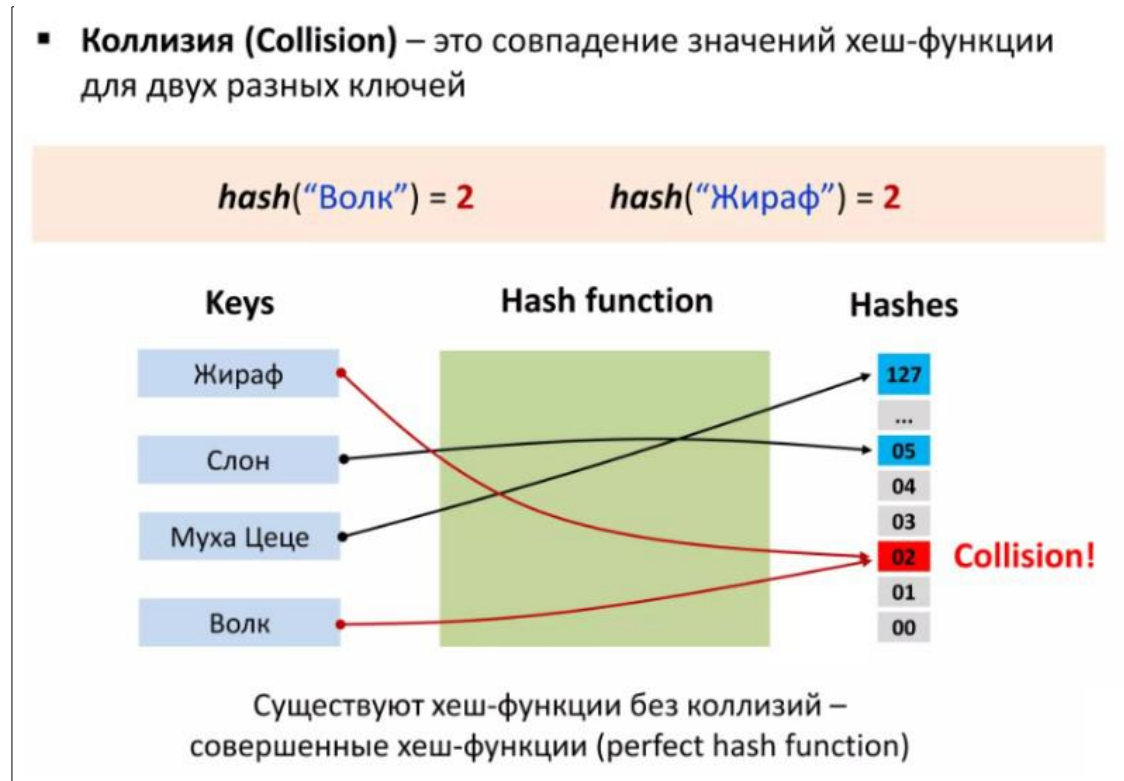 ▪ Коллизия (Collision) – это совпадение значений хеш-функции
для двух разных ключей
hash(“Волк”) = 2 hash(“Жираф”) = 2
Keys Hash function Hashes
Жираф 127
...
Слон 05
04
Муха Цеце 03
02 Collision!
01
Волк 00
Существуют хеш-функции без коллизий –
совершенные хеш-функции (perfect hash function)